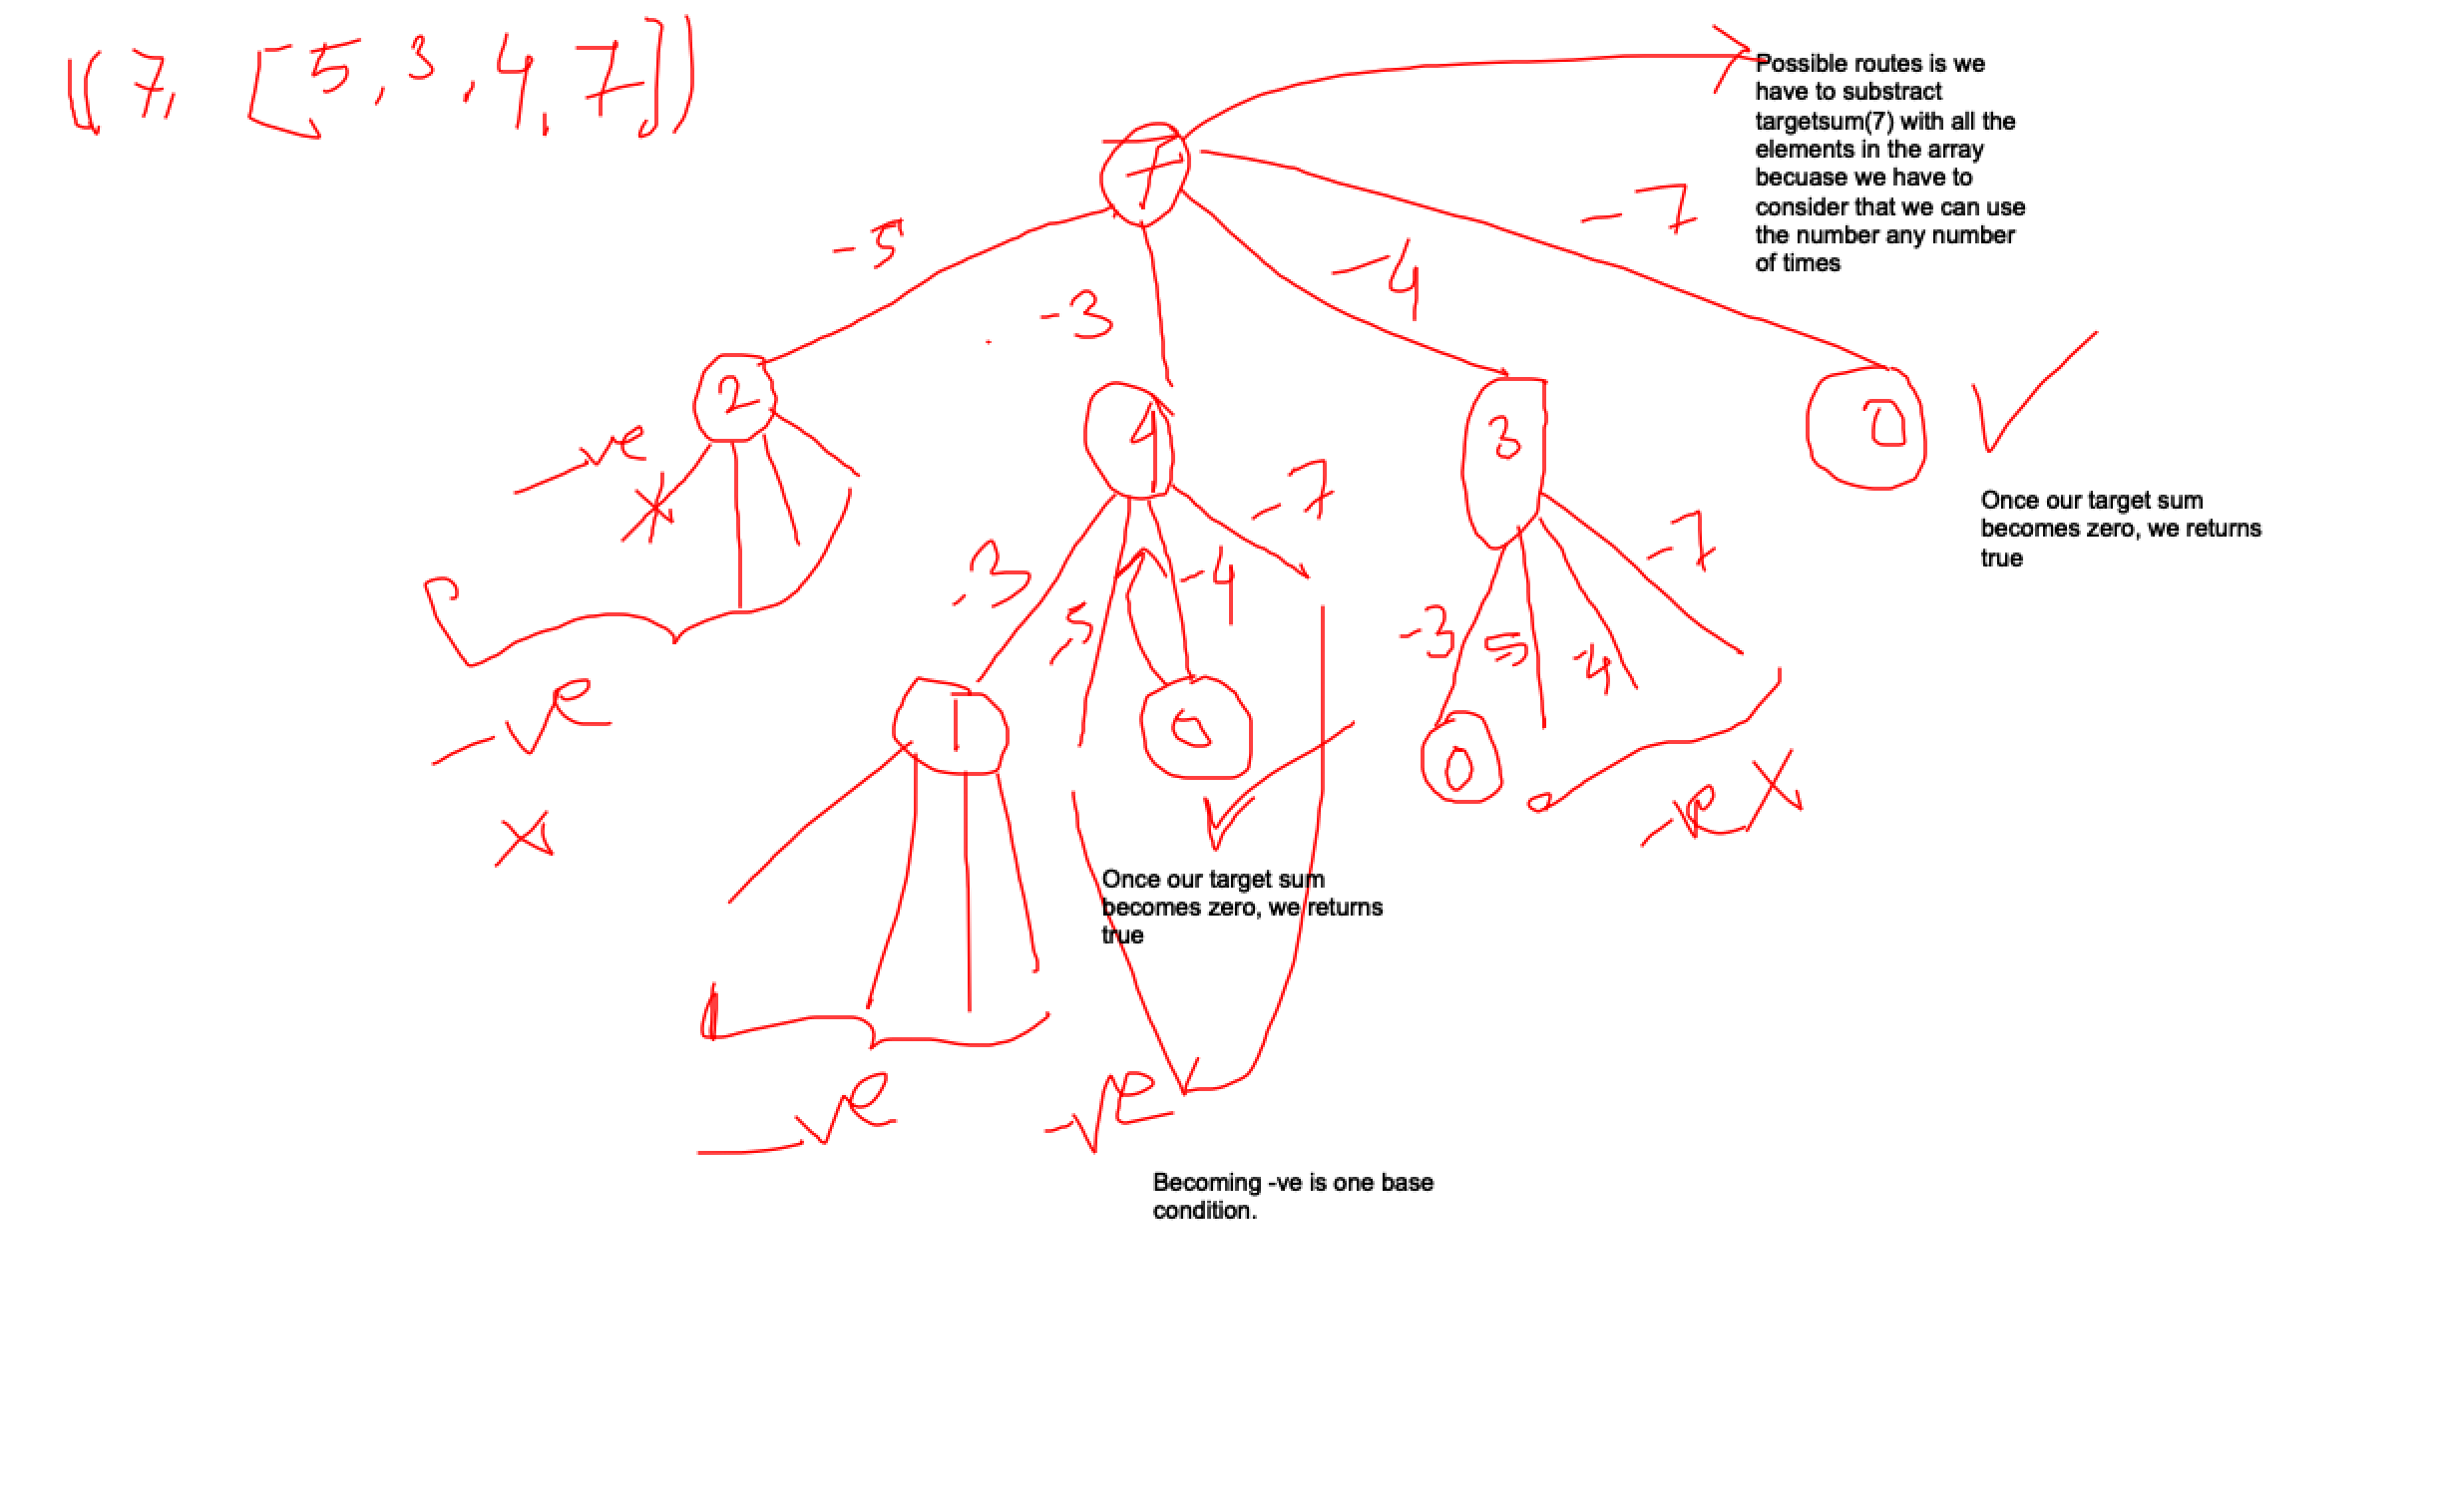 ((7, [5,3,4,7])
Possible routes is we
have to substract
targetsum(7) with all the
elements in the array
becuase we have to
consider that we can use
the number any number
of times
7
-5
-3
-4
-7
2
4
3
0
Once our target sum
becomes zero, we returns
true
-ve
-3
-5
-4
-7
-3
5
-4
-7
-ve
1
0
0
-ve
Once our target sum
becomes zero, we returns
true
-ve
-ve
Becoming -ve is one base
condition.